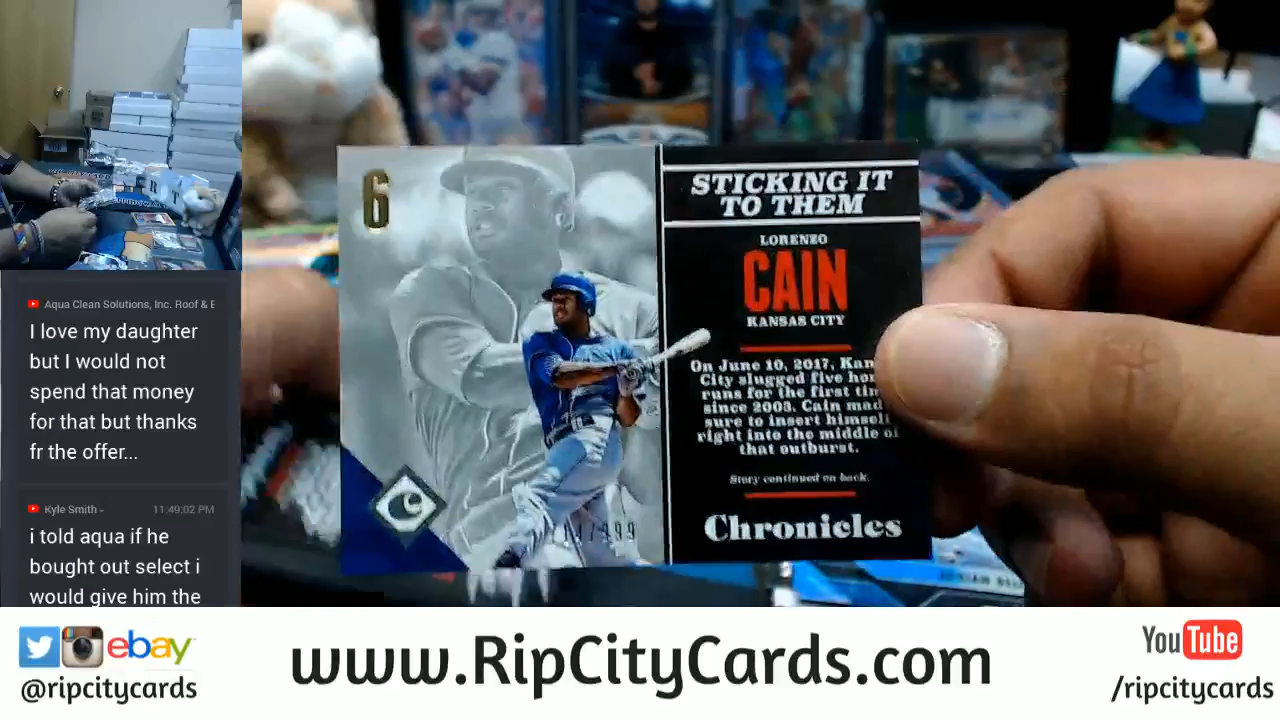 Aqua Clean Solutions, Inc. Roof & E
I love my daughter
but I would not
spend that money
for that but thanks
fr the offer...
Kyle Smith -
11:49:02 PM
i told aqua if he
bought out select i
would give him the
6
STICKING IT
TO THEM
LORENZO
CAIN
KANSAS CITY
On June 10, 2017, Kan
City slugged five ho
runs for the first tim
since 2003. Cain mad
sure to insert himself
right into the middle of
that outburst.
Story continued on back.
Chronicles
C
/999
ebay
@ripcitycards
www.RipCityCards.com
YouTube
/ripcitycards